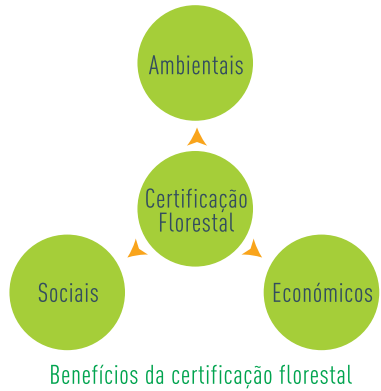 Ambientais
Certificação
Florestal
Sociais
Económicos
Benefícios da certificação florestal